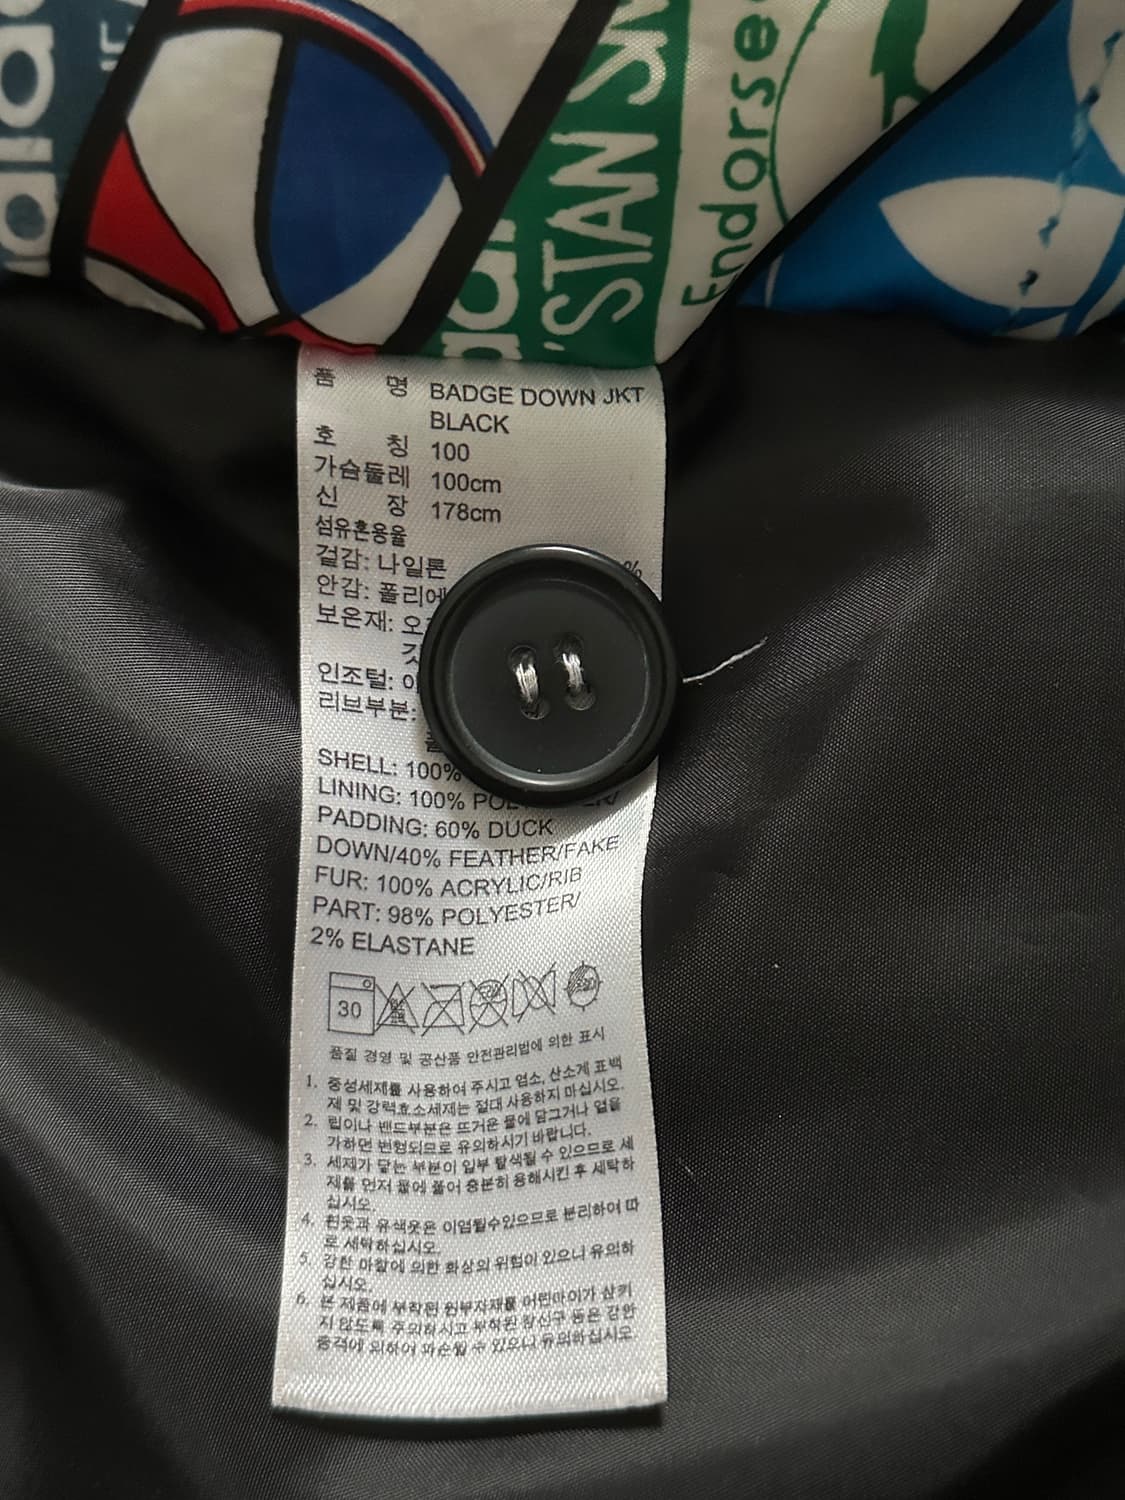 STAN SM
Endorse
품 명 BADGE DOWN JKT
BLACK
호 칭 100
가슴둘레 100cm
신 장 178cm
섬유혼용율
겉감: 나일론 %
안감: 폴리에
보온재: 오
인조털: 아
리브부분:
SHELL: 100%
LINING: 100%
PADDING: 60% DUCK
DOWN/40% FEATHER/FAKE
FUR: 100% ACRYLIC/RIB
PART: 98% POLYESTER/
2% ELASTANE
30
품질 경영 및 공산품 안전관리법에 의한 표시
1. 중성세제를 사용하여 주시고 염소, 산소계 표백
제 및 강력효소세제는 절대 사용하지 마십시오.
2. 립이나 밴드부분은 뜨거운 물에 담그거나 열을
가하면 변형되므로 유의하시기 바랍니다.
3. 세제가 닿는 부분이 일부 탈색될 수 있으므로 세
제를 먼저 물에 풀어 충분히 용해시킨 후 세탁하
십시오.
4. 흰옷과 유색옷은 이염될수있으므로 분리하여 따
로 세탁하십시오.
5. 강한 마찰에 의한 화상의 위험이 있으니 유의하
십시오.
6. 본 제품에 부착된 원부자재를 어린아이가 삼키
지 않도록 주의하시고 부착된 장신구 등은 강한
충격에 의하여 파손될 수 있으니 유의하십시오.